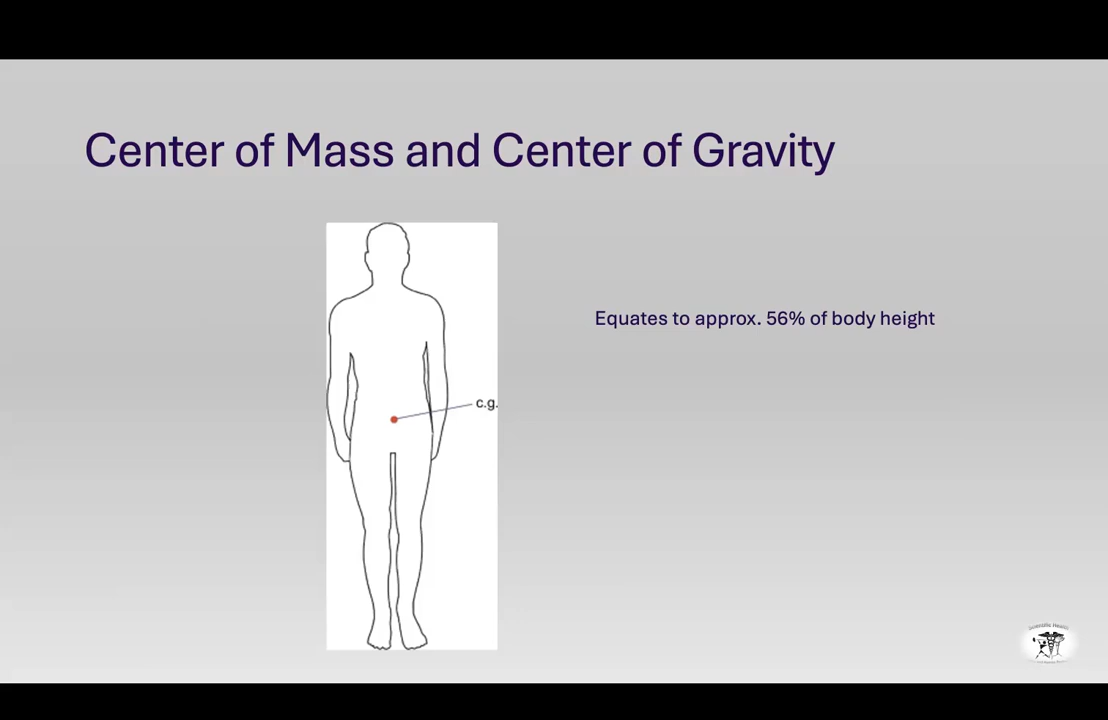 Center of Mass and Center of Gravity
Equates to approx. 56% of body height
c.g.